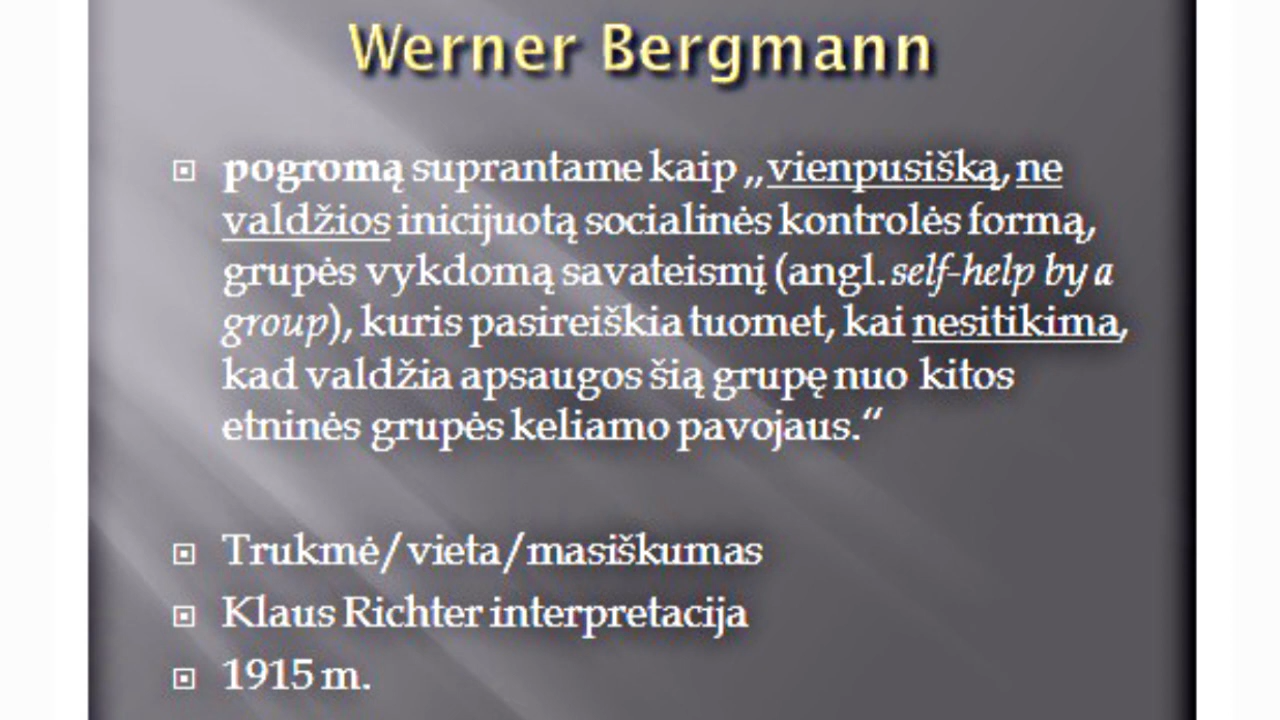 Werner Bergmann
pogromą suprantame kaip „vienpusišką, ne
valdžios inicijuotą socialinės kontrolės formą,
grupės vykdomą savateismį (angl. self-help by a
group), kuris pasireiškia tuomet, kai nesitikima,
kad valdžia apsaugos šią grupę nuo kitos
etninės grupės keliamo pavojaus.“
Trukmė/vieta/masiškumas
Klaus Richter interpretacija
1915 m.